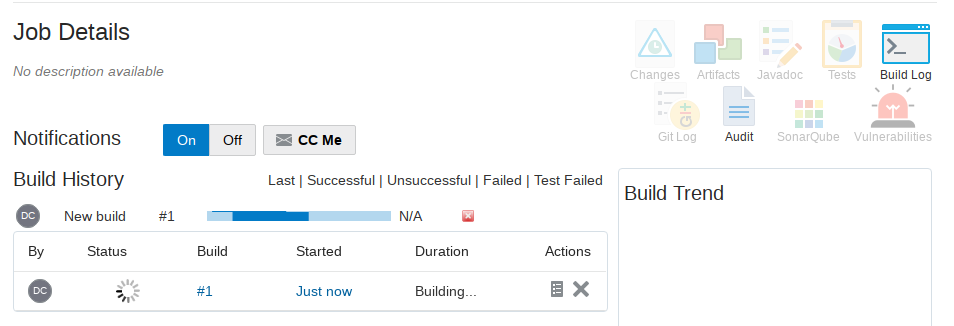 Job Details
No description available
Changes Artifacts Javadoc Tests Build Log
Git Log Audit SonarQube Vulnerabilities
Notifications On Off CC Me
Build History Last | Successful | Unsuccessful | Failed | Test Failed
DC New build #1 N/A
By Status Build Started Duration Actions
DC #1 Just now Building...
Build Trend